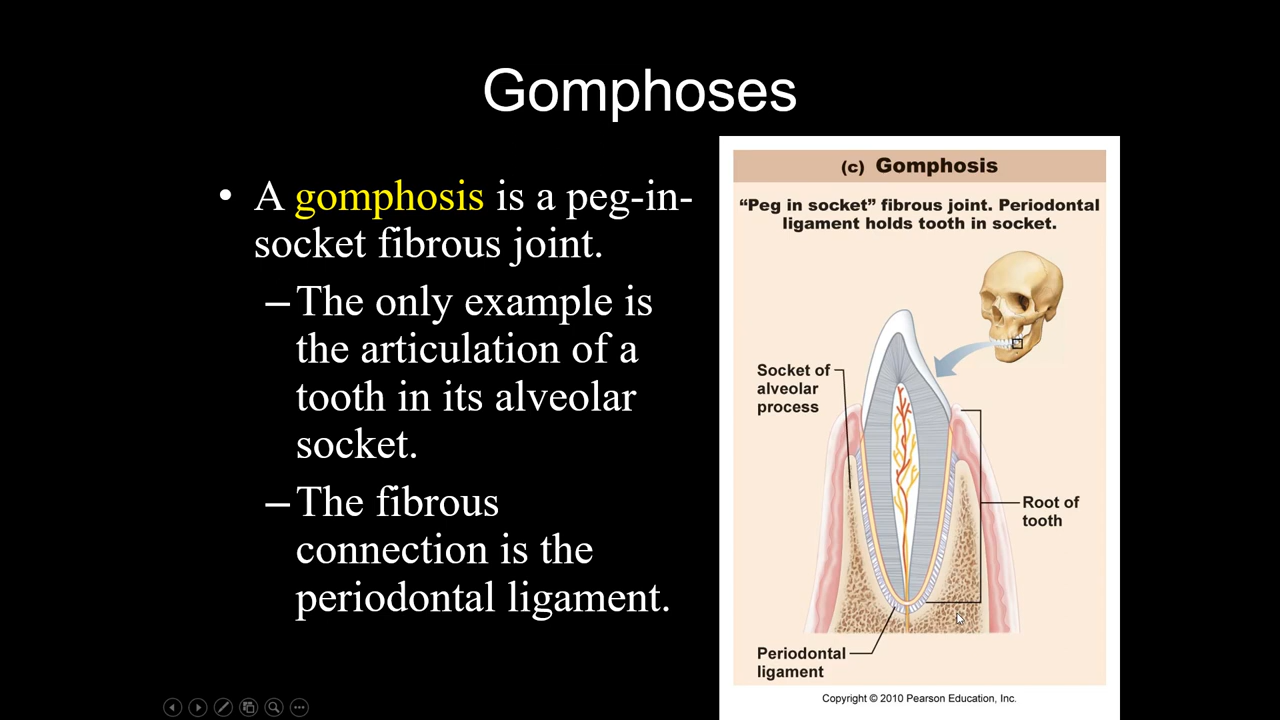 Gomphoses
• A gomphosis is a peg-in-
socket fibrous joint.
–The only example is
the articulation of a
tooth in its alveolar
socket.
–The fibrous
connection is the
periodontal ligament.
(c) Gomphosis
“Peg in socket” fibrous joint. Periodontal
ligament holds tooth in socket.
Socket of
alveolar
process
Root of
tooth
Periodontal
ligament
Copyright © 2010 Pearson Education, Inc.